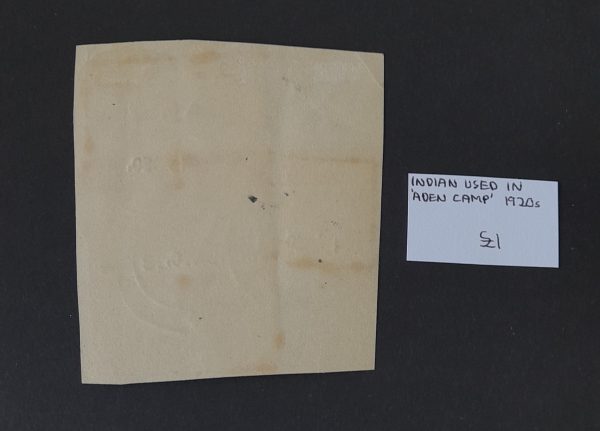 INDIAN USED IN
'ADEN CAMP' 1920s
£1